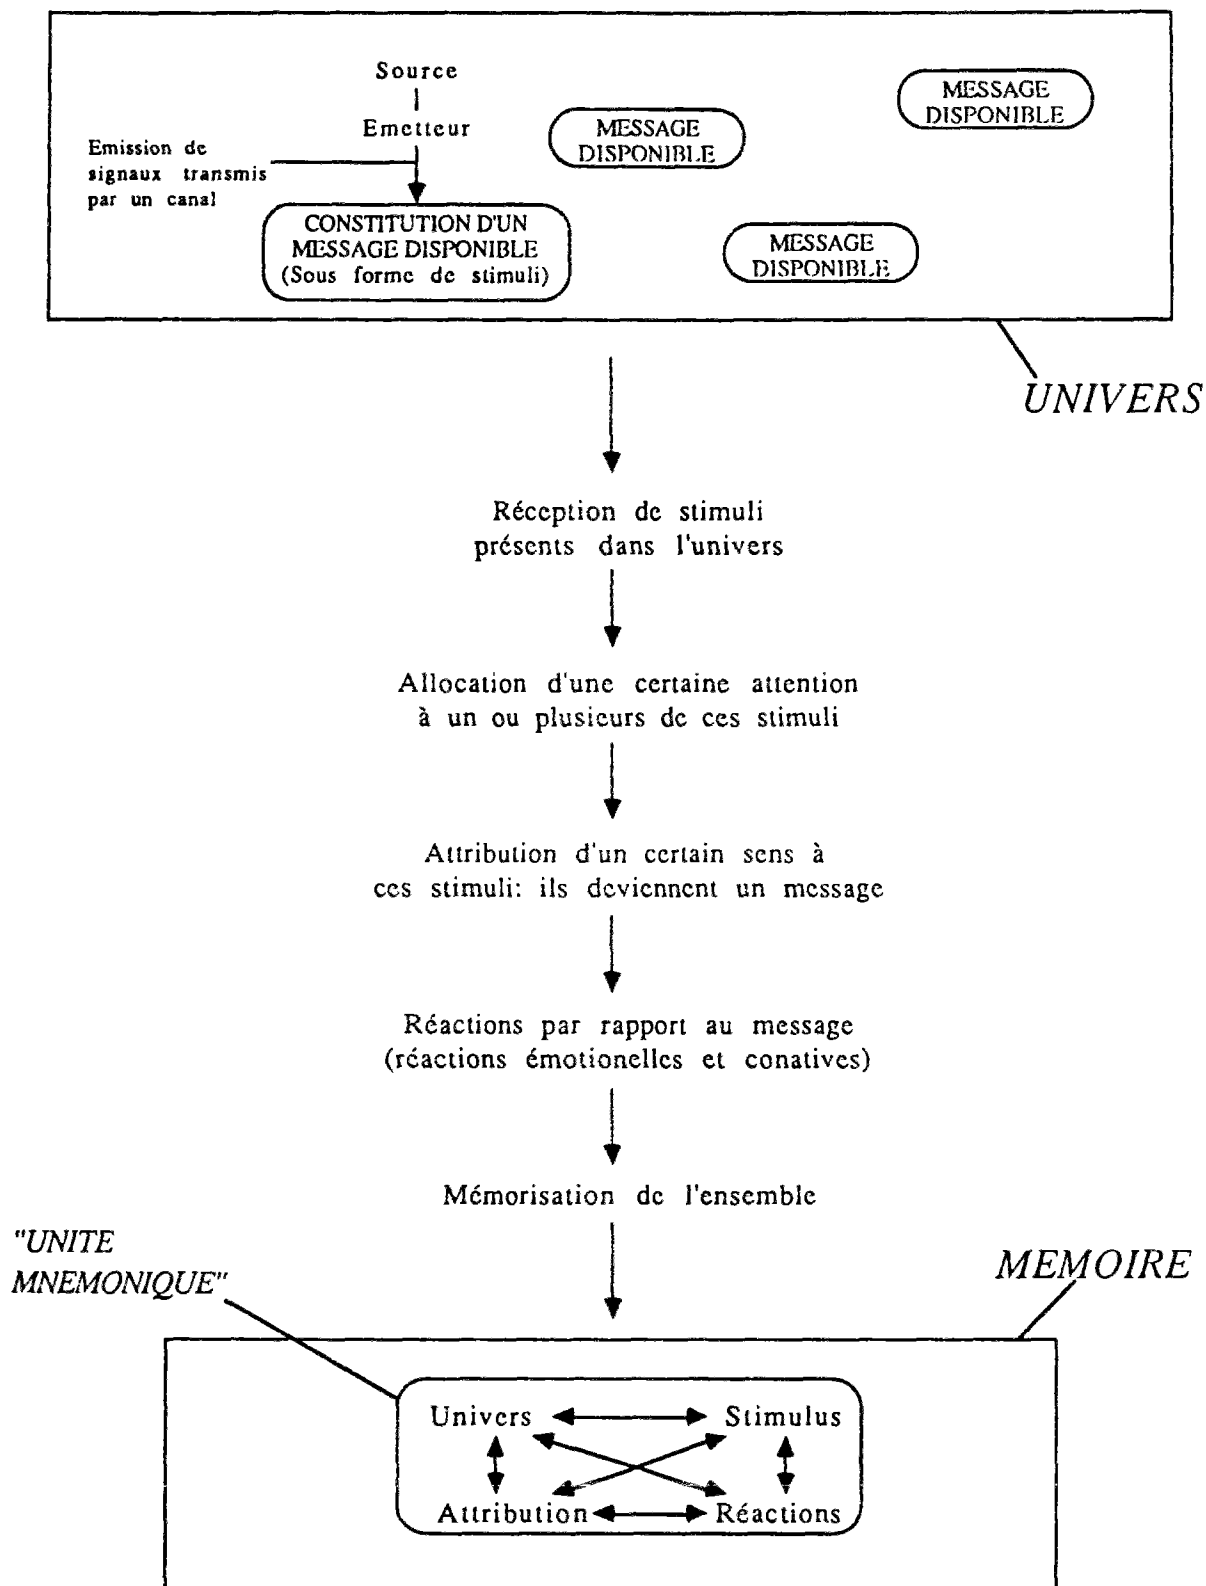 Source
Emetteur
Emission de
signaux transmis
par un canal
CONSTITUTION D'UN
MESSAGE DISPONIBLE
(Sous forme de stimuli)
MESSAGE
DISPONIBLE
MESSAGE
DISPONIBLE
MESSAGE
DISPONIBLE
UNIVERS
Réception de stimuli
présents dans l'univers
Allocation d'une certaine attention
à un ou plusieurs de ces stimuli
Attribution d'un certain sens à
ces stimuli: ils deviennent un message
Réactions par rapport au message
(réactions émotionelles et conatives)
Mémorisation de l'ensemble
"UNITE
MNEMONIQUE"
MEMOIRE
Univers Stimulus
Attribution Réactions